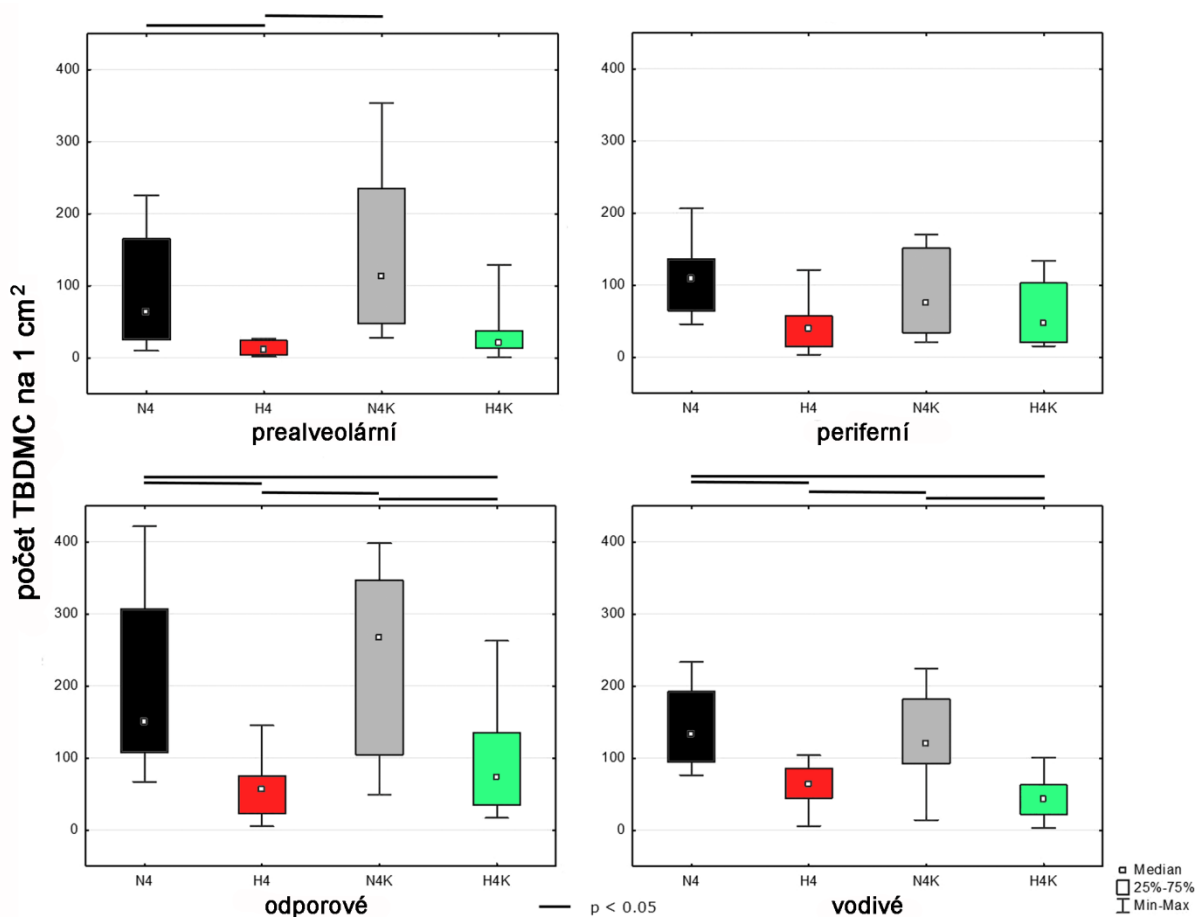 počet TBDMC na 1 cm²
400
300
200
100
0
N4 H4 N4K H4K
prealveolární
400
300
200
100
0
N4 H4 N4K H4K
periferní
400
300
200
100
0
N4 H4 N4K H4K
odporové
400
300
200
100
0
N4 H4 N4K H4K
vodivé
p < 0.05
Median
25%-75%
Min-Max